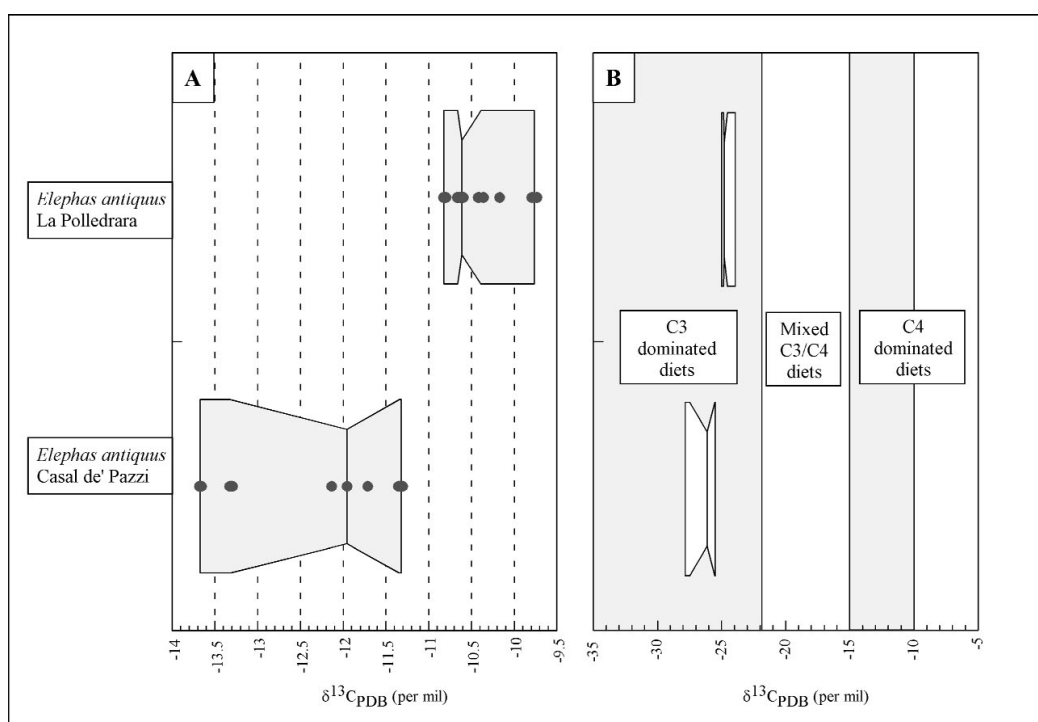 A
B
Elephas antiquus
La Polledrara
C3
dominated
diets
Mixed
C3/C4
diets
C4
dominated
diets
Elephas antiquus
Casal de' Pazzi
-14
-13.5
-13
-12.5
-12
-11.5
-11
-10.5
-10
-9.5
-35
-30
-25
-20
-15
-10
-5
δ13CPDB (per mil)
δ13CPDB (per mil)